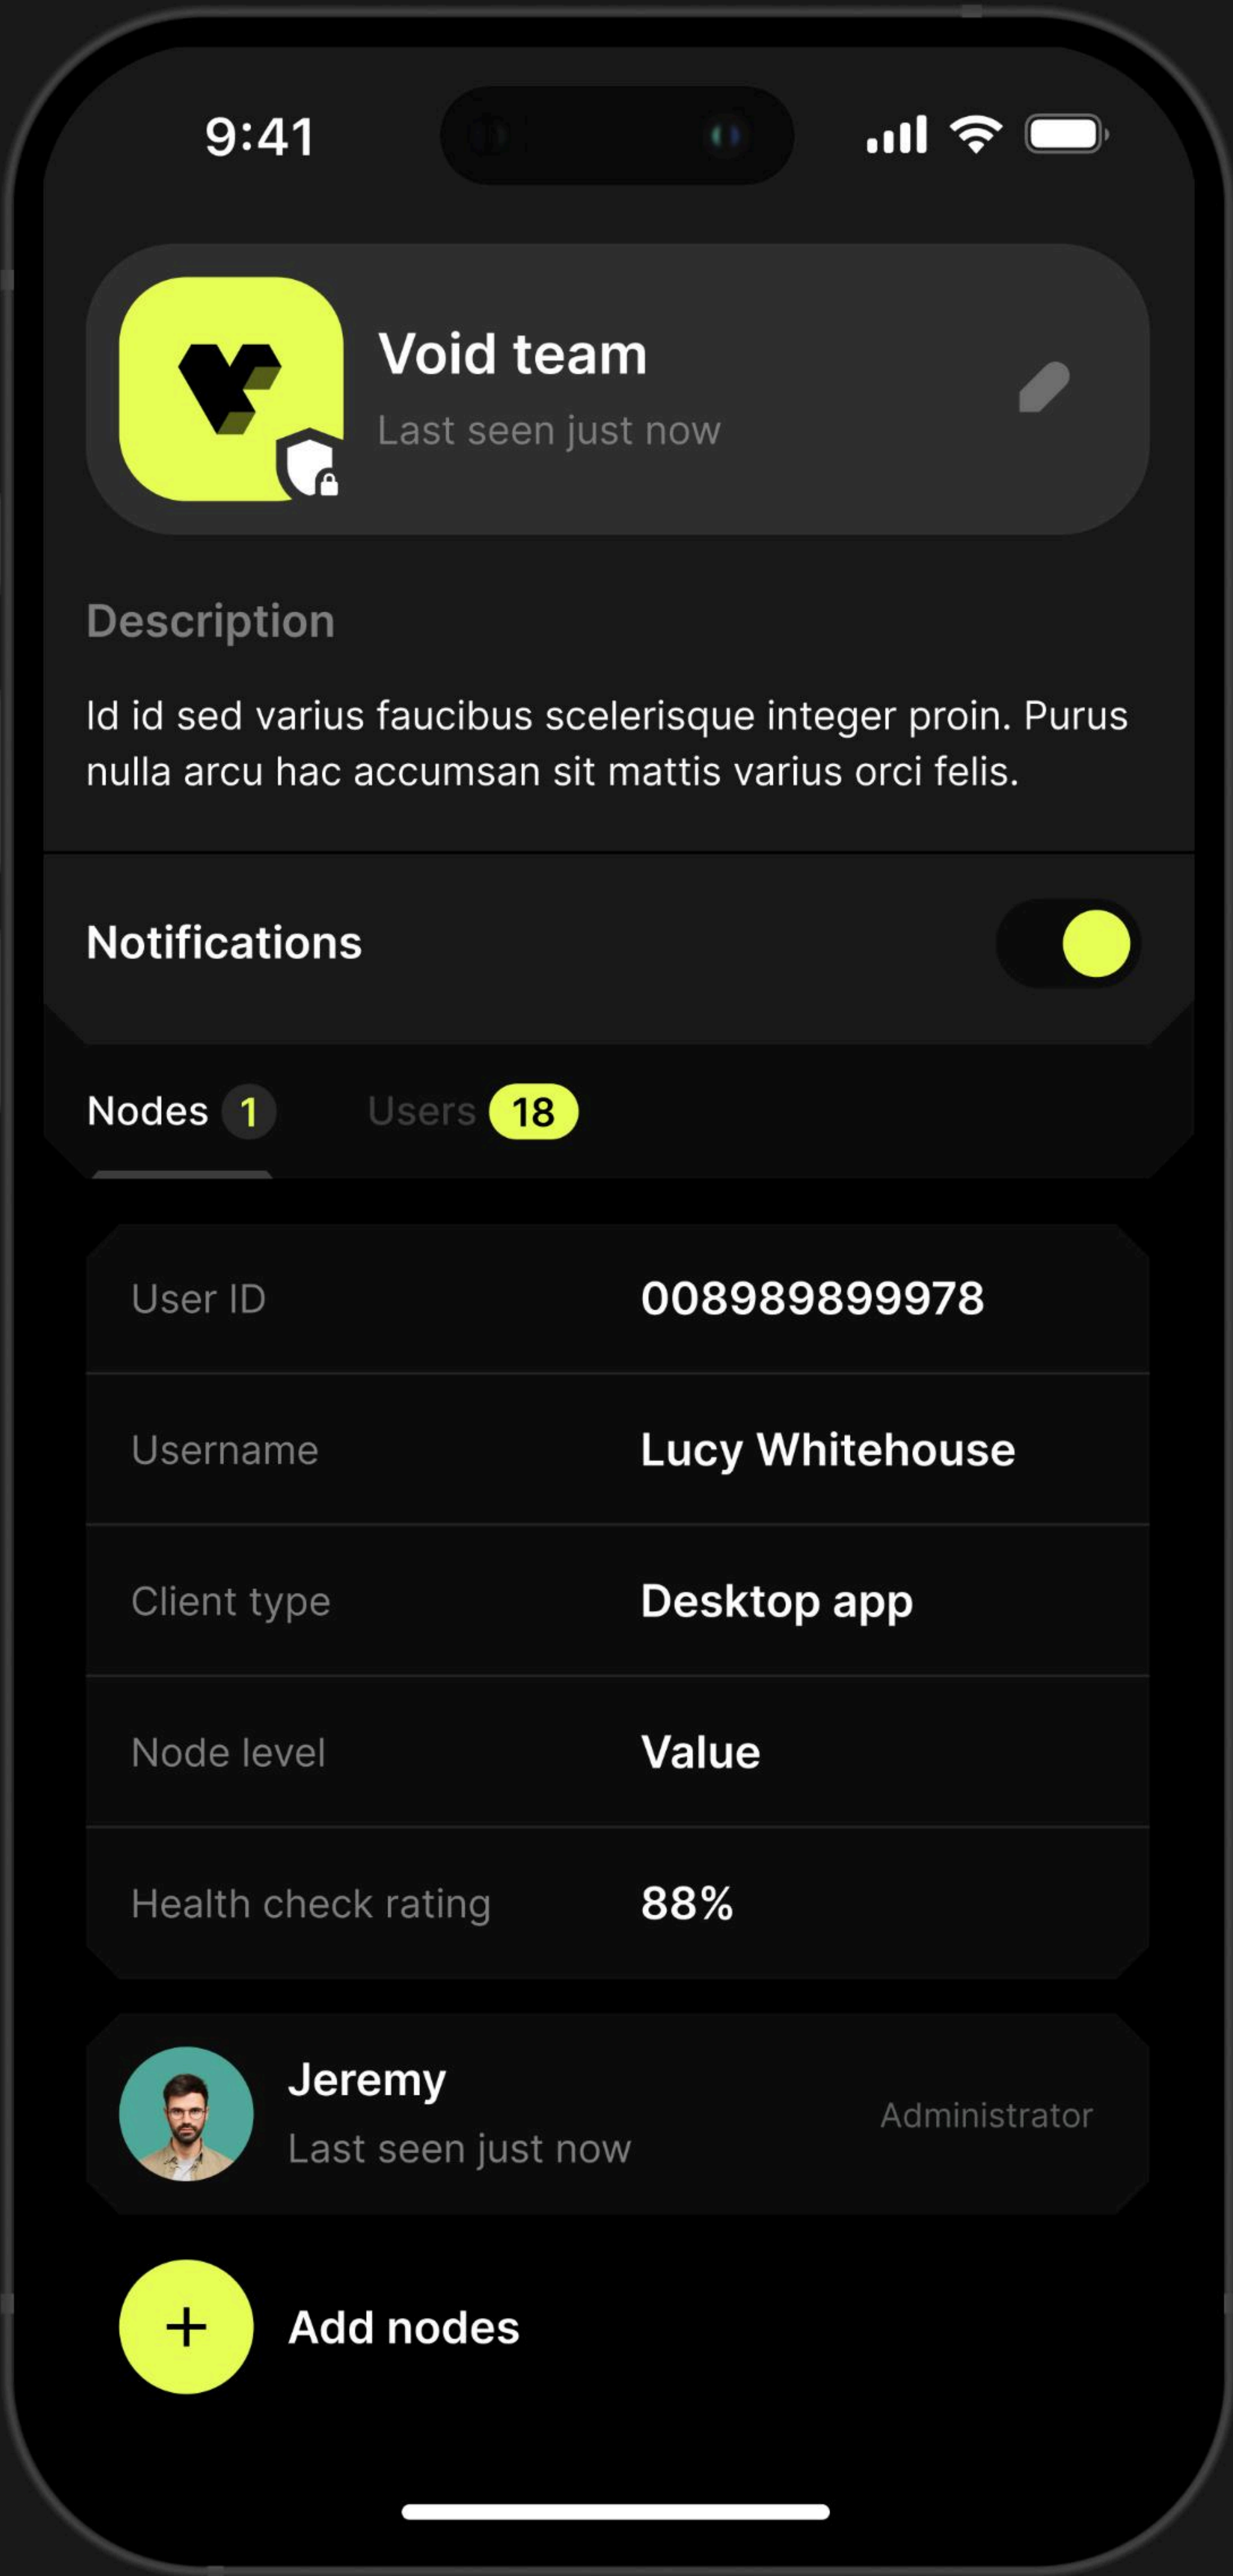 9:41
Void team
Last seen just now
Description
Id id sed varius faucibus scelerisque integer proin. Purus
nulla arcu hac accumsan sit mattis varius orci felis.
Notifications
Nodes 1 Users 18
User ID 008989899978
Username Lucy Whitehouse
Client type Desktop app
Node level Value
Health check rating 88%
Jeremy
Last seen just now
Administrator
Add nodes